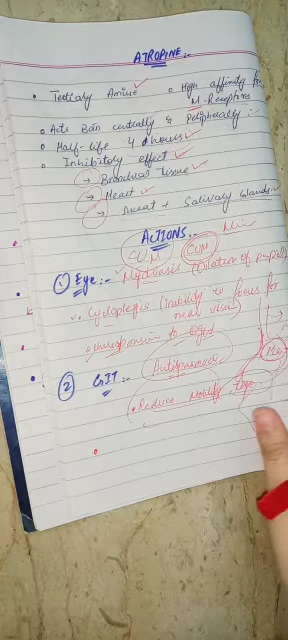 ATROPINE:-
• Tertiary Amine • High affinity for
M. Receptors
• Acts Both centrally & Peripherally :-
• Half-life 4 hours
• Inhibitory effect
→ Bronchial tissue
→ Heart
→ Sweat + Salivary Glands
ACTIONS:-
CVM
① Eye:- Mydriasis (Dilation of pupil)
Cycloplegia (inability to focus for
near vision)
• unresponsive to light
② GIT:- Antispasmodic
• Reduce Motility